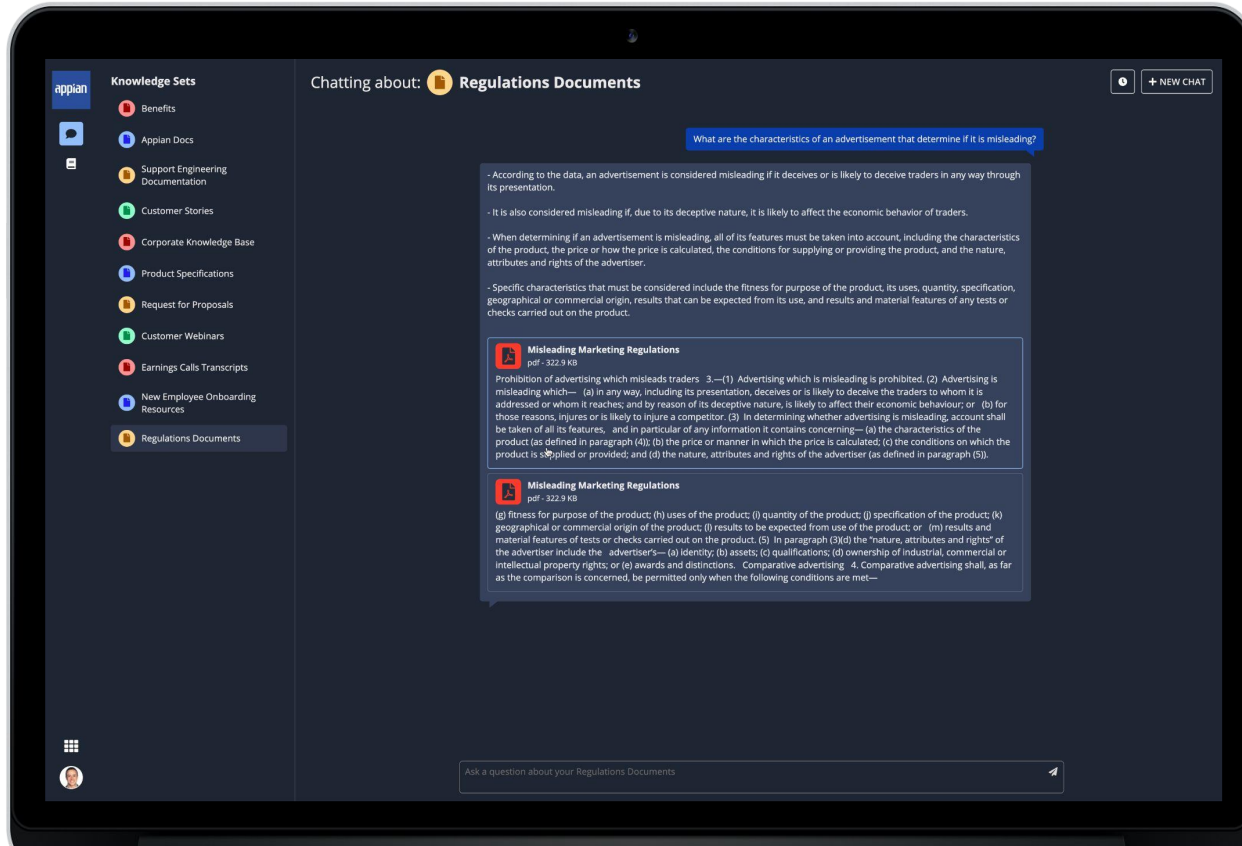 appian
Knowledge Sets
Benefits
Appian Docs
Support Engineering
Documentation
Customer Stories
Corporate Knowledge Base
Product Specifications
Request for Proposals
Customer Webinars
Earnings Calls Transcripts
New Employee Onboarding
Resources
Regulations Documents
Chatting about: Regulations Documents
+ NEW CHAT
What are the characteristics of an advertisement that determine if it is misleading?
- According to the data, an advertisement is considered misleading if it deceives or is likely to deceive traders in any way through
its presentation.
- It is also considered misleading if, due to its deceptive nature, it is likely to affect the economic behavior of traders.
- When determining if an advertisement is misleading, all of its features must be taken into account, including the characteristics
of the product, the price or how the price is calculated, the conditions for supplying or providing the product, and the nature,
attributes and rights of the advertiser.
- Specific characteristics that must be considered include the fitness for purpose of the product, its uses, quantity, specification,
geographical or commercial origin, results that can be expected from its use, and results and material features of any tests or
checks carried out on the product.
Misleading Marketing Regulations
pdf - 322.9 KB
Prohibition of advertising which misleads traders 3.—(1) Advertising which is misleading is prohibited. (2) Advertising is
misleading which— (a) in any way, including its presentation, deceives or is likely to deceive the traders to whom it is
addressed or whom it reaches; and by reason of its deceptive nature, is likely to affect their economic behaviour; or (b) for
those reasons, injures or is likely to injure a competitor. (3) In determining whether advertising is misleading, account shall
be taken of all its features, and in particular of any information it contains concerning— (a) the characteristics of the
product (as defined in paragraph (4)); (b) the price or manner in which the price is calculated; (c) the conditions on which the
product is supplied or provided; and (d) the nature, attributes and rights of the advertiser (as defined in paragraph (5)).
Misleading Marketing Regulations
pdf - 322.9 KB
(g) fitness for purpose of the product; (h) uses of the product; (i) quantity of the product; (j) specification of the product; (k)
geographical or commercial origin of the product; (l) results to be expected from use of the product; or (m) results and
material features of tests or checks carried out on the product. (5) In paragraph (3)(d) the "nature, attributes and rights" of
the advertiser include the advertiser's— (a) identity; (b) assets; (c) qualifications; (d) ownership of industrial, commercial or
intellectual property rights; or (e) awards and distinctions. Comparative advertising 4. Comparative advertising shall, as far
as the comparison is concerned, be permitted only when the following conditions are met—
Ask a question about your Regulations Documents